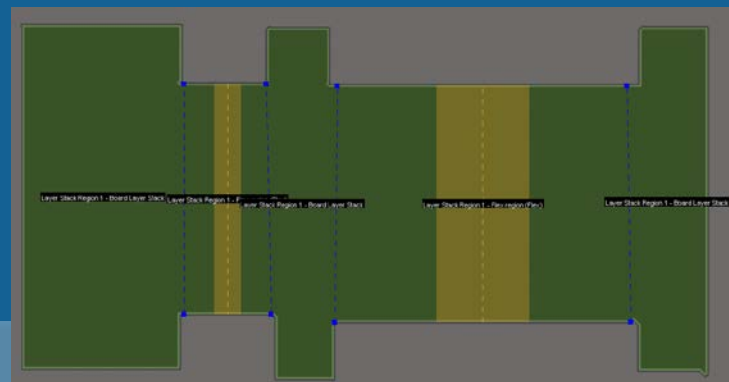 Layer Stack Region 1 - Board Layer Stack
Layer Stack Region 1 - F
Layer Stack Region 1 - Board Layer Stack
Layer Stack Region 1 - Flex region (Flex)
Layer Stack Region 1 - Board Layer Stack